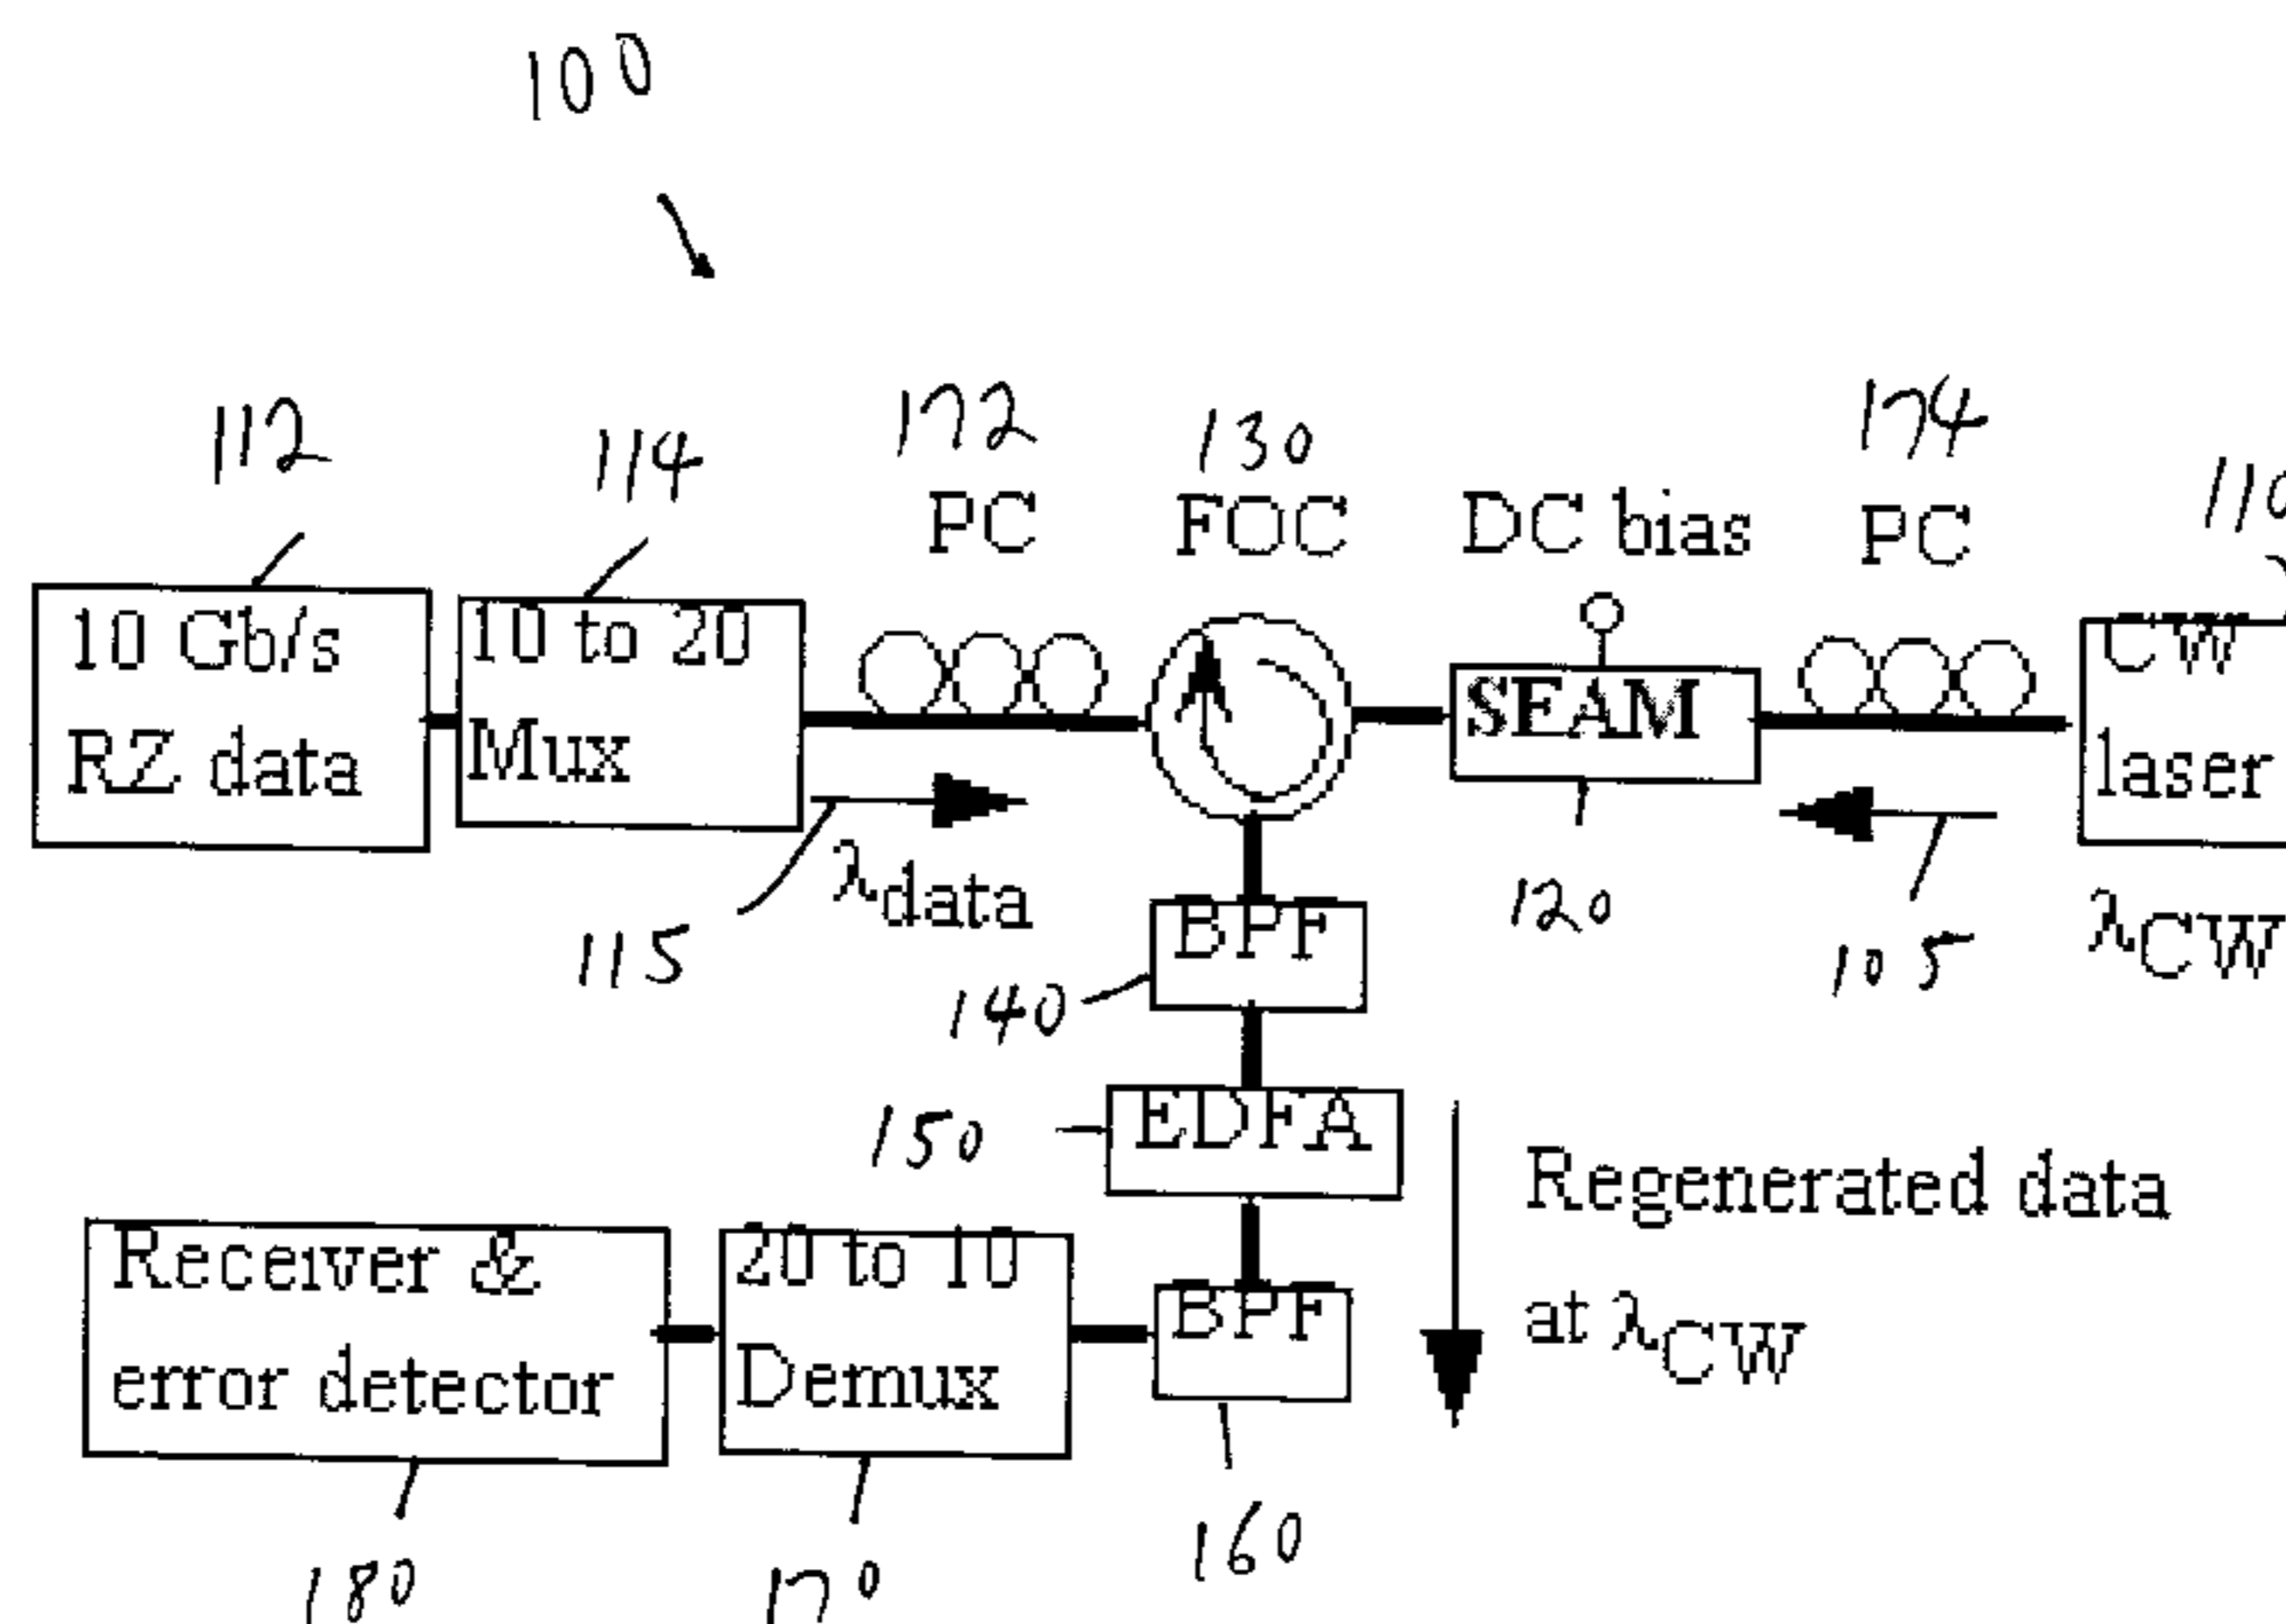 100
112
114
172
130
174
110
PC
FOC
DC bias
PC
10 Gb/s
RZ data
10 to 20
Mux
SEAM
CW
laser
λdata
115
120
105
λCW
BPF
140
EDFA
150
Regenerated data
at λCW
Receiver &
error detector
20 to 10
Demux
BPF
180
170
160